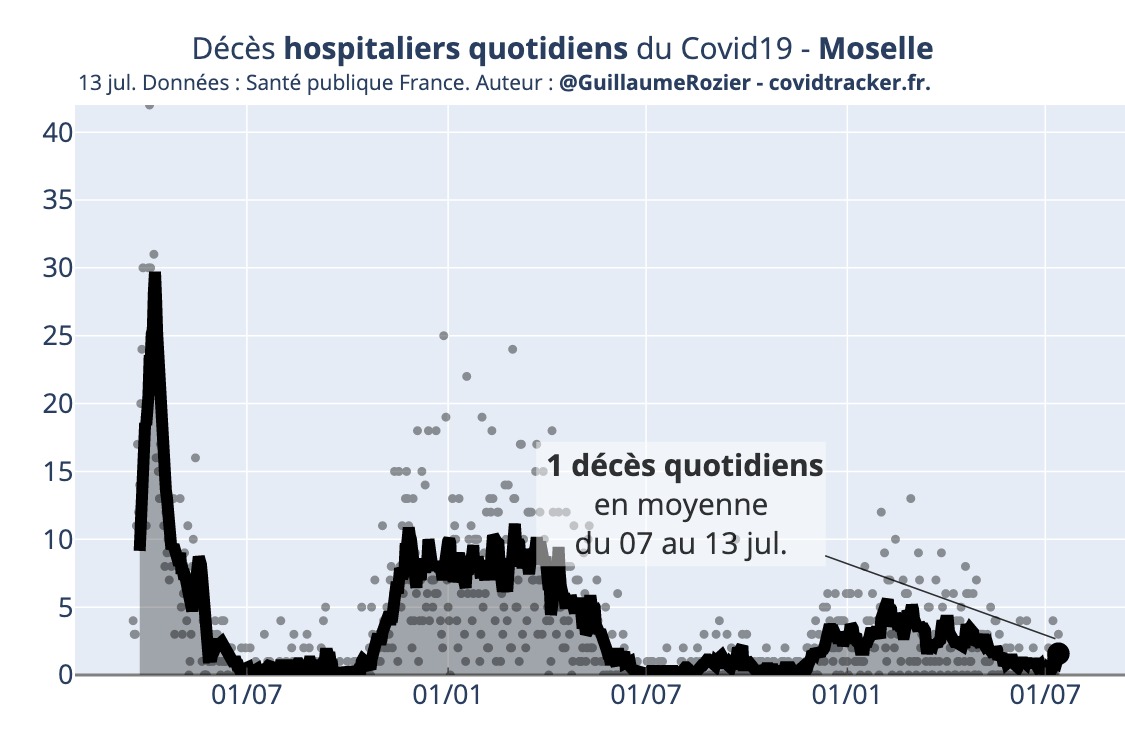 Décès hospitaliers quotidiens du Covid19 - Moselle
13 jul. Données : Santé publique France. Auteur : @GuillaumeRozier - covidtracker.fr.
40
35
30
25
20
15
10
5
0
1 décès quotidiens
en moyenne
du 07 au 13 jul.
01/07 01/01 01/07 01/01 01/07